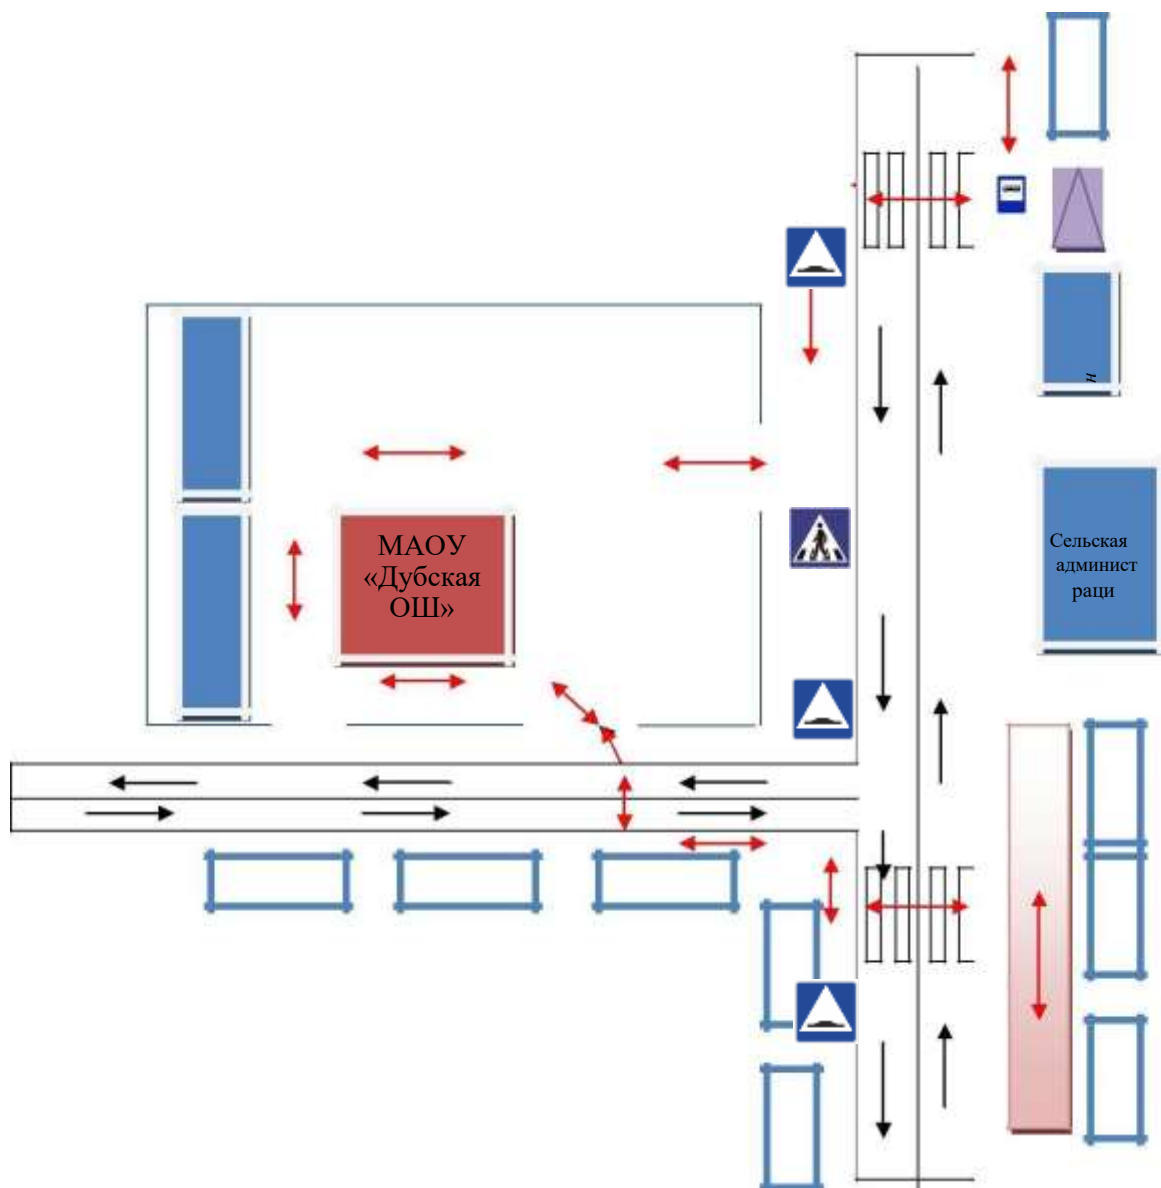 н
МАОУ
«Дубская
ОШ»
Сельская
админист
раци